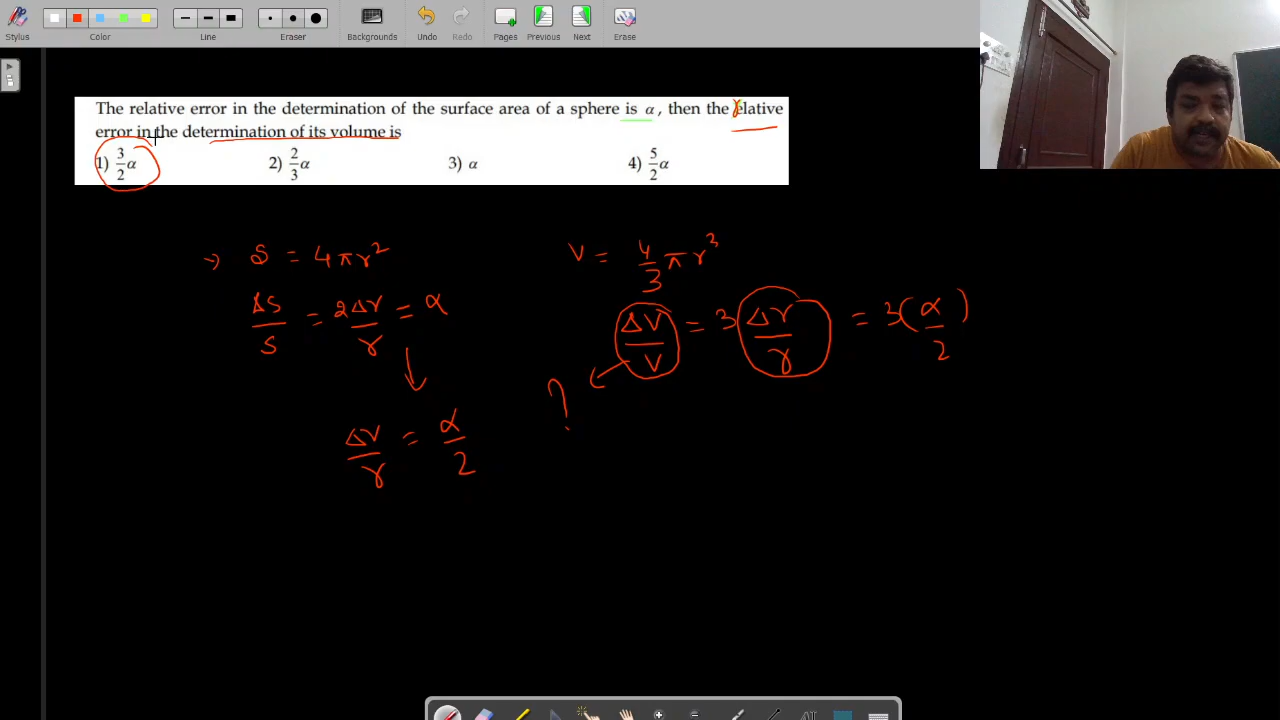 Stylus
Color
Line
Eraser
Backgrounds
Undo
Redo
Pages
Previous
Next
Erase
The relative error in the determination of the surface area of a sphere is α, then the relative
error in the determination of its volume is
1) 3/2 α 2) 2/3 α 3) α 4) 5/2 α
→ S = 4πr² V = 4/3 πr³
ΔS/S = 2Δr/r = α ΔV/V = 3 Δr/r = 3(α/2)
?
Δr/r = α/2